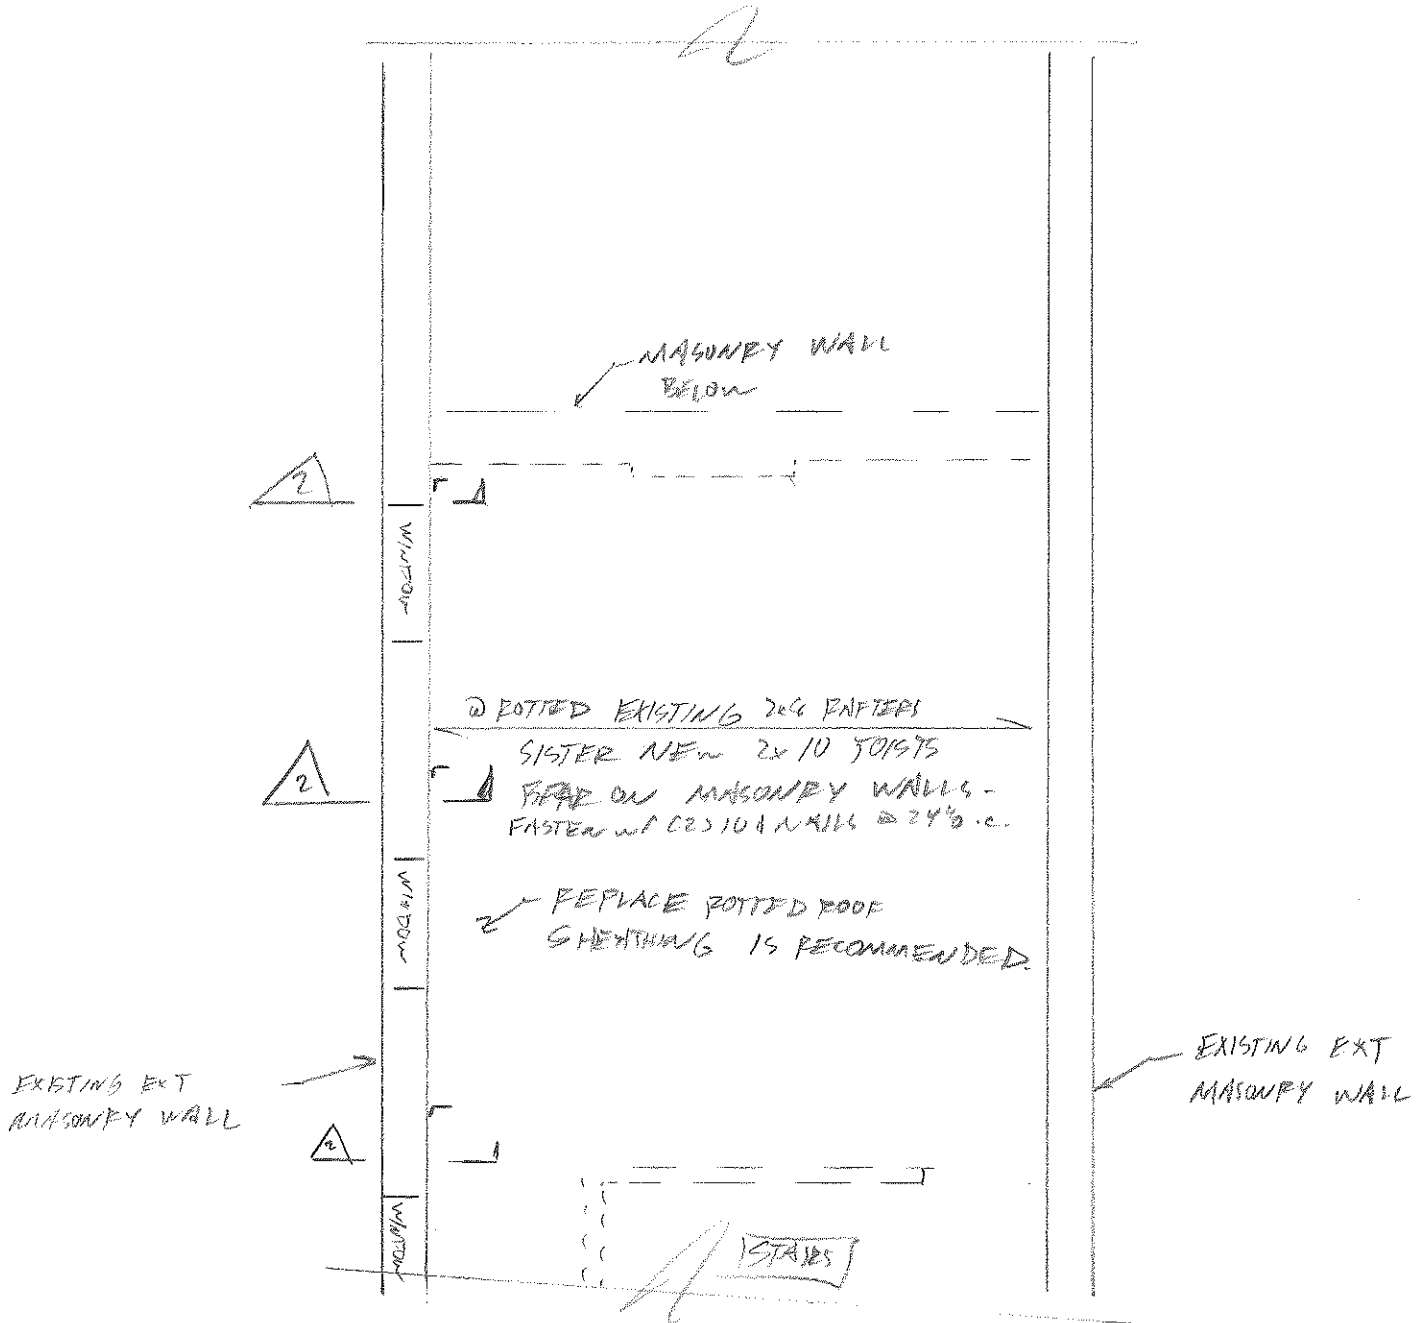 MASONRY WALL
BELOW
2
WINDOW
@ ROTTED EXISTING 2x6 RAFTERS
SISTER NEW 2x10 JOISTS
BEAR ON MASONRY WALLS-
FASTEN w/ (2) 10d NAILS @ 24" o.c.
2
WINDOW
REPLACE ROTTED ROOF
SHEATHING IS RECOMMENDED.
EXISTING EXT
MASONRY WALL
EXISTING EXT
MASONRY WALL
2
WINDOW
STAIRS